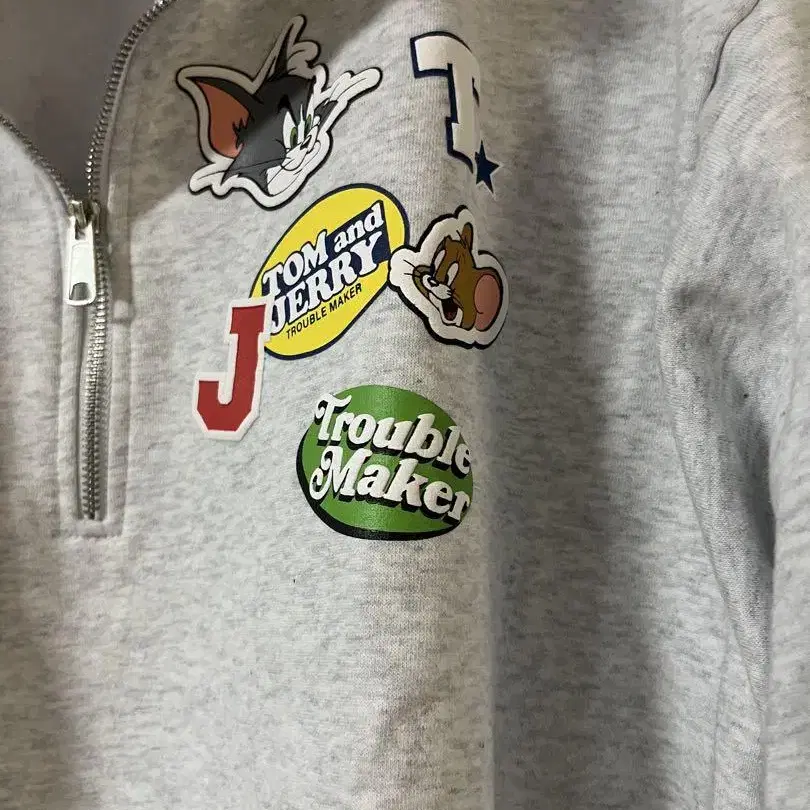 T
TOM and
JERRY
TROUBLE MAKER
J
Trouble
Maker